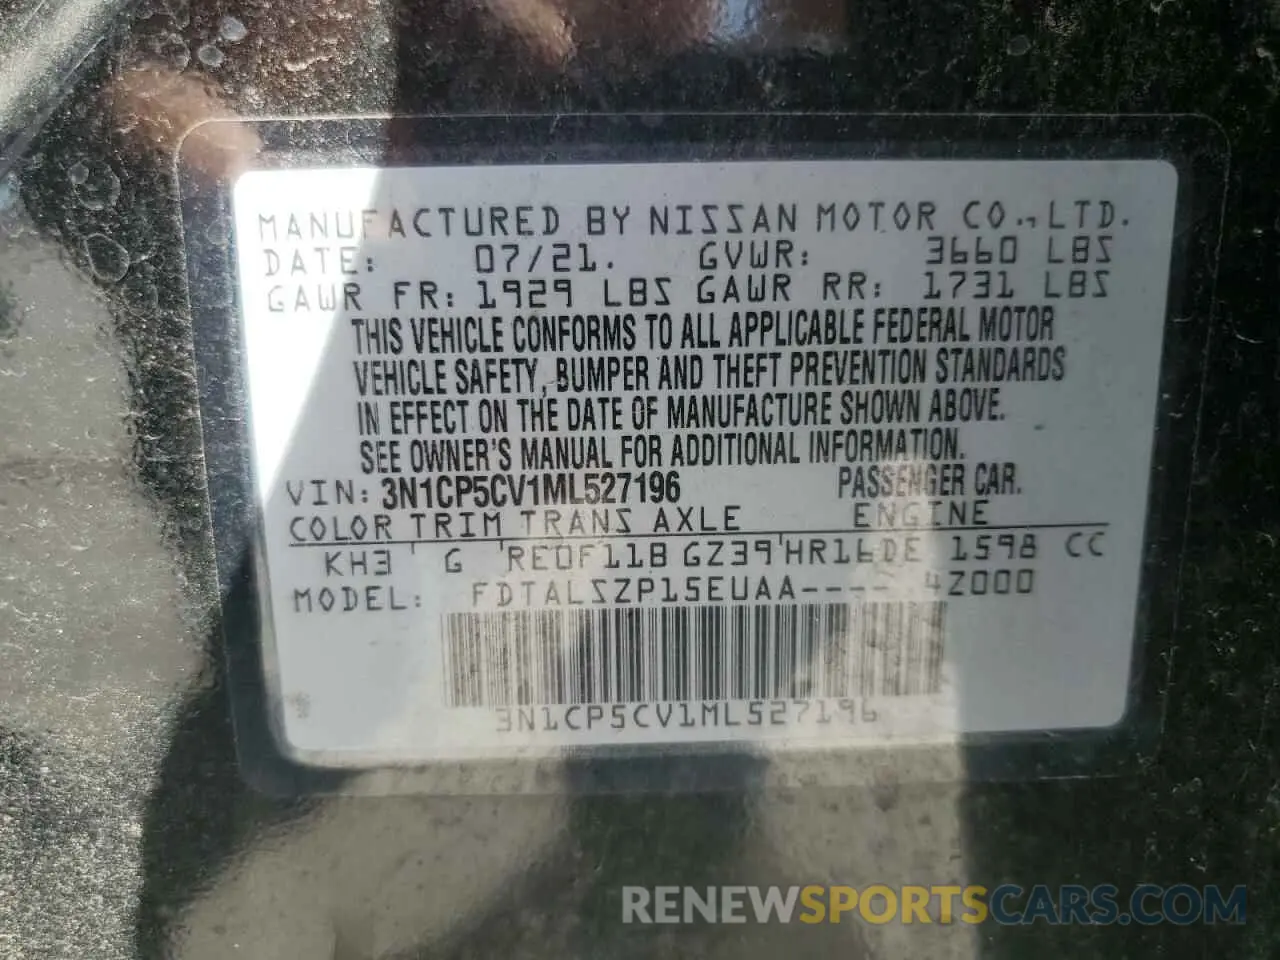 MANUFACTURED BY NISSAN MOTOR CO., LTD.
DATE: 07/21. GVWR: 3660 LBS
GAWR FR: 1929 LBS GAWR RR: 1731 LBS
THIS VEHICLE CONFORMS TO ALL APPLICABLE FEDERAL MOTOR
VEHICLE SAFETY, BUMPER AND THEFT PREVENTION STANDARDS
IN EFFECT ON THE DATE OF MANUFACTURE SHOWN ABOVE.
SEE OWNER'S MANUAL FOR ADDITIONAL INFORMATION.
VIN: 3N1CP5CV1ML527196 PASSENGER CAR.
COLOR TRIM TRANS AXLE ENGINE
KH3 G RE0F11B GZ39 HR16DE 1598 CC
MODEL: FDTALSZP15EUAA---- 4Z000
3N1CP5CV1ML527196
RENEWSPORTSCARS.COM